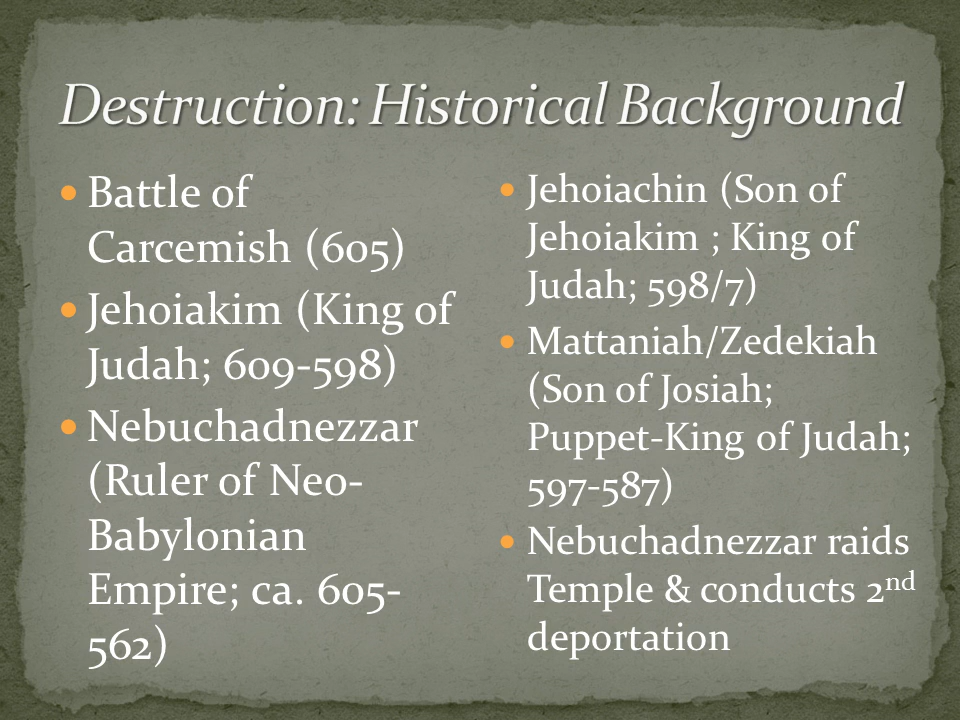 Destruction: Historical Background
• Battle of
Carcemish (605)
• Jehoiakim (King of
Judah; 609-598)
• Nebuchadnezzar
(Ruler of Neo-
Babylonian
Empire; ca. 605-
562)
• Jehoiachin (Son of
Jehoiakim ; King of
Judah; 598/7)
• Mattaniah/Zedekiah
(Son of Josiah;
Puppet-King of Judah;
597-587)
• Nebuchadnezzar raids
Temple & conducts 2nd
deportation